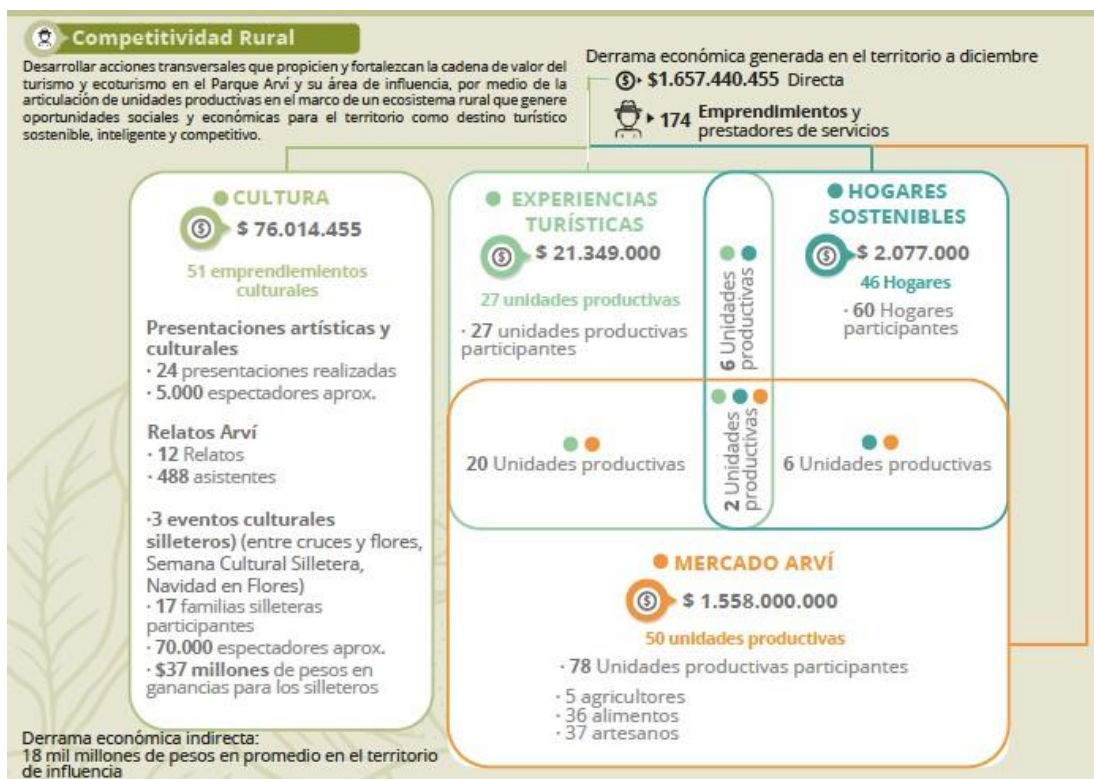 Competitividad Rural
Desarrollar acciones transversales que propicien y fortalezcan la cadena de valor del
turismo y ecoturismo en el Parque Arví y su área de influencia, por medio de la
articulación de unidades productivas en el marco de un ecosistema rural que genere
oportunidades sociales y económicas para el territorio como destino turístico
sostenible, inteligente y competitivo.
Derrama económica generada en el territorio a diciembre
$1.657.440.455 Directa
174 Emprendimientos y
prestadores de servicios
CULTURA
$ 76.014.455
51 emprendiemientos
culturales
Presentaciones artísticas y
culturales
· 24 presentaciones realizadas
· 5.000 espectadores aprox.
Relatos Arví
· 12 Relatos
· 488 asistentes
·3 eventos culturales
silleteros) (entre cruces y flores,
Semana Cultural Silletera,
Navidad en Flores)
· 17 familias silleteras
participantes
· 70.000 espectadores aprox.
· $37 millones de pesos en
ganancias para los silleteros
EXPERIENCIAS
TURÍSTICAS
$ 21.349.000
27 unidades productivas
· 27 unidades productivas
participantes
6 Unidades
productivas
HOGARES
SOSTENIBLES
$ 2.077.000
46 Hogares
· 60 Hogares
participantes
20 Unidades productivas
2 Unidades
productivas
6 Unidades productivas
MERCADO ARVÍ
$ 1.558.000.000
50 unidades productivas
· 78 Unidades productivas participantes
· 5 agricultores
· 36 alimentos
· 37 artesanos
Derrama económica indirecta:
18 mil millones de pesos en promedio en el territorio
de influencia